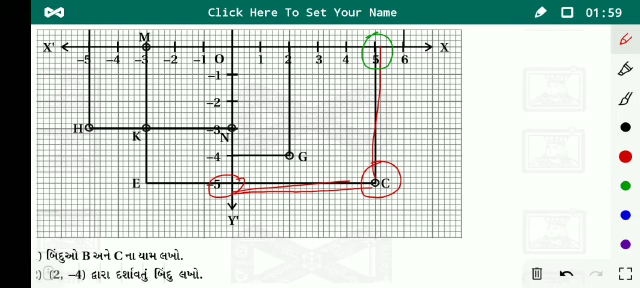 Click Here To Set Your Name
01:59
M
X' -5 -4 -3 -2 -1 O 1 2 3 4 5 6 X
-1
-2
H K -3 N
-4 G
E -5 C
Y'
) બિંદુઓ B અને C ના યામ લખો.
:) (2, −4) દ્વારા દર્શાવતું બિંદુ લખો.